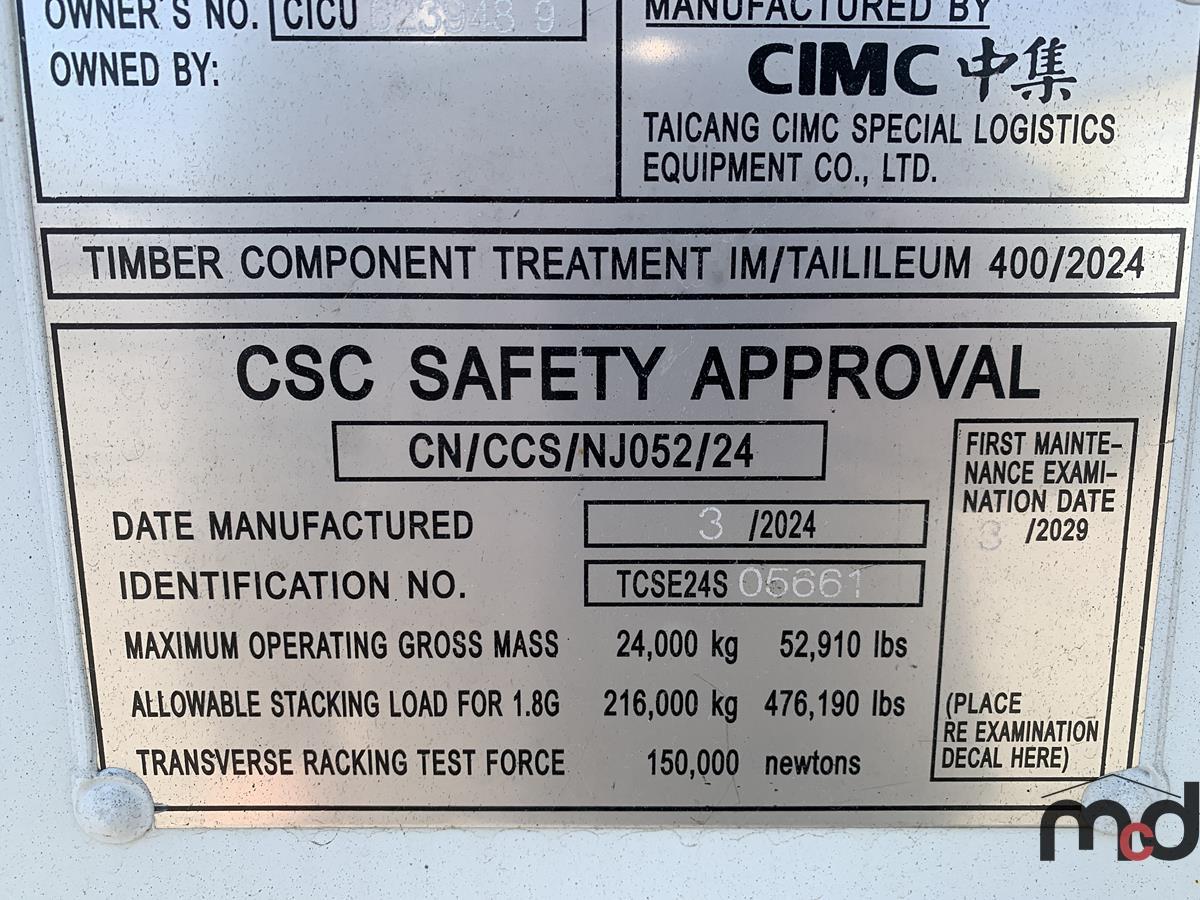 OWNER'S NO. CICU 623948 9
OWNED BY:
MANUFACTURED BY
CIMC 中集
TAICANG CIMC SPECIAL LOGISTICS
EQUIPMENT CO., LTD.
TIMBER COMPONENT TREATMENT IM/TAILILEUM 400/2024
CSC SAFETY APPROVAL
CN/CCS/NJ052/24
DATE MANUFACTURED 3 /2024
IDENTIFICATION NO. TCSE24S 05661
MAXIMUM OPERATING GROSS MASS 24,000 kg 52,910 lbs
ALLOWABLE STACKING LOAD FOR 1.8G 216,000 kg 476,190 lbs
TRANSVERSE RACKING TEST FORCE 150,000 newtons
FIRST MAINTE-
NANCE EXAMI-
NATION DATE
3 /2029
(PLACE
RE EXAMINATION
DECAL HERE)
mcd